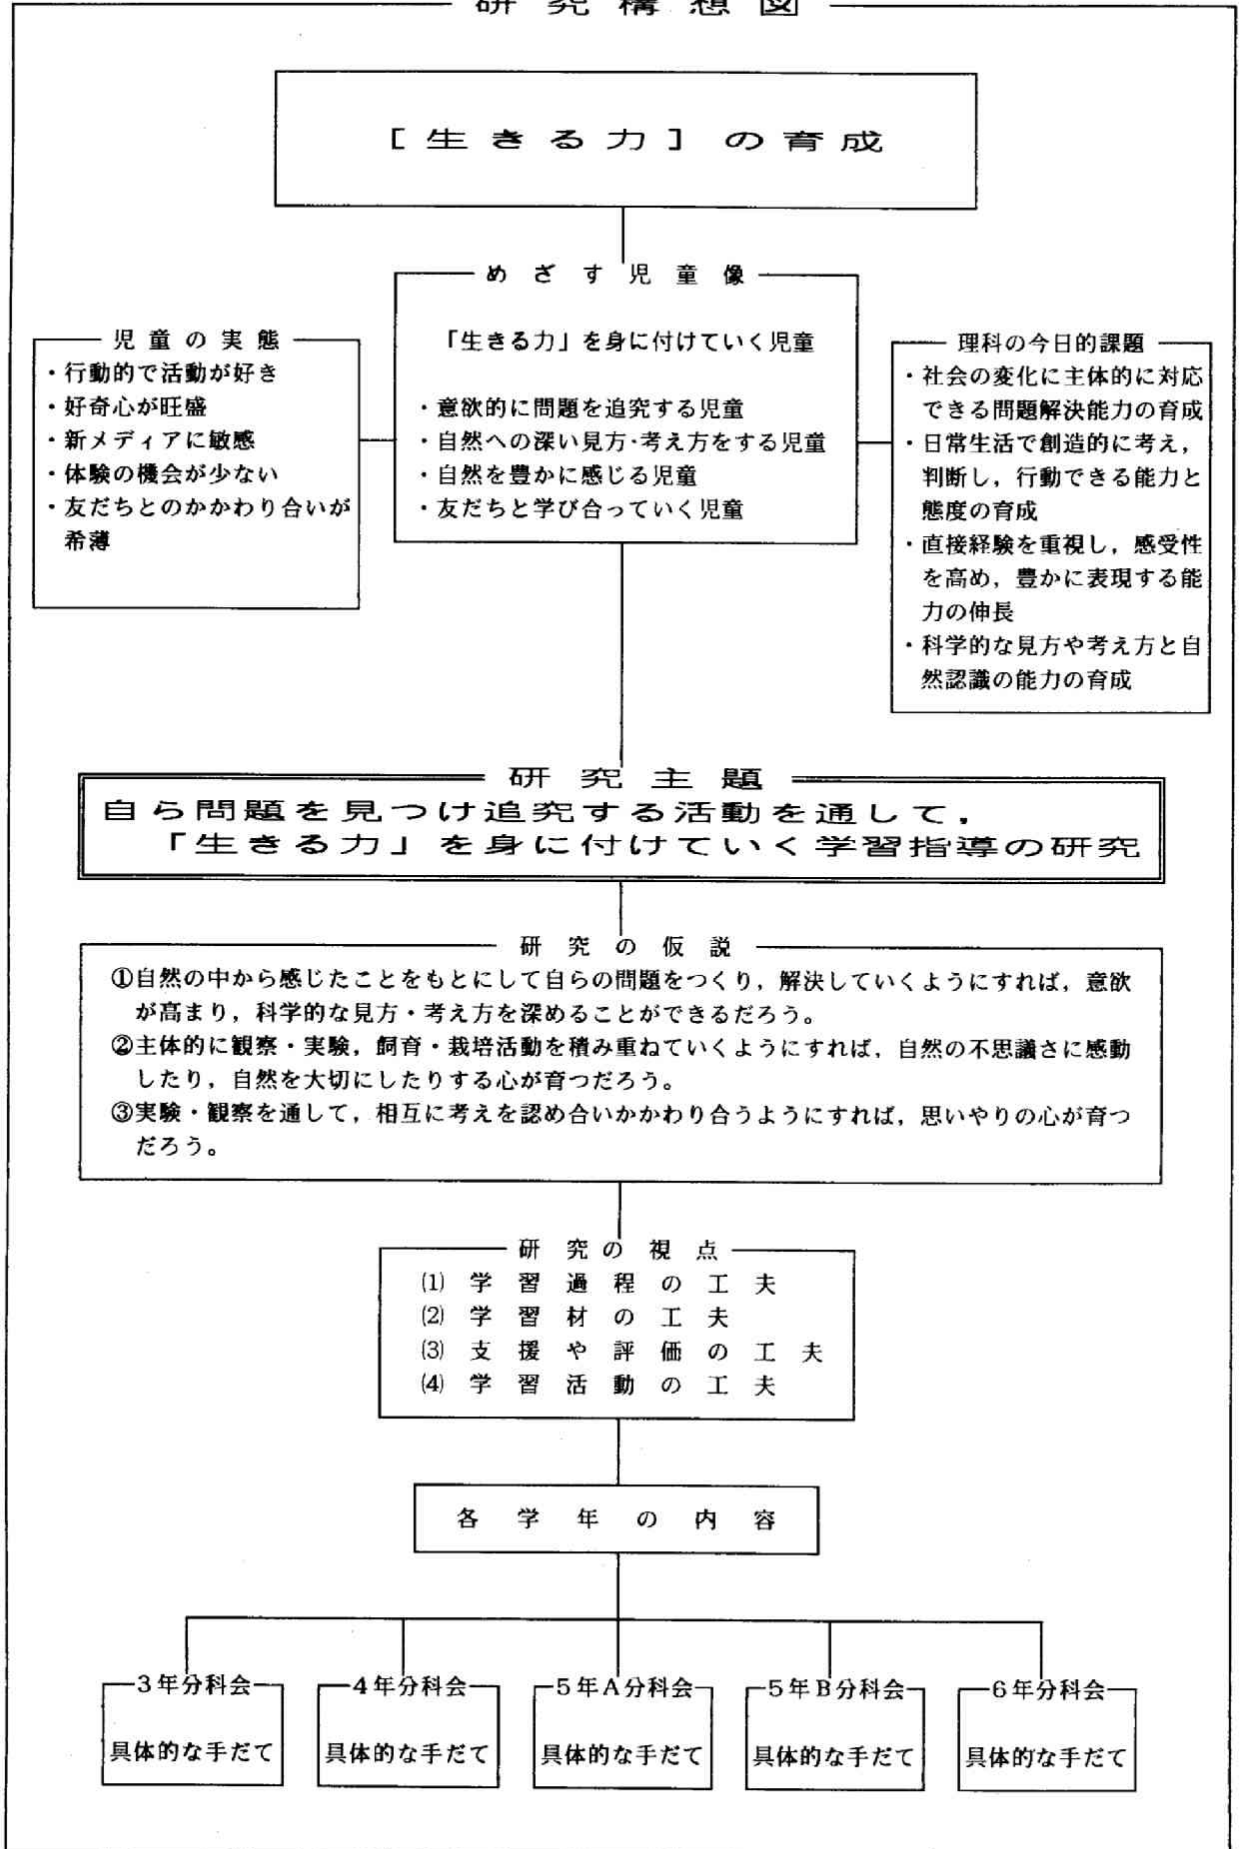 研究構想図
［生きる力］の育成
めざす児童像
「生きる力」を身に付けていく児童
・意欲的に問題を追究する児童
・自然への深い見方・考え方をする児童
・自然を豊かに感じる児童
・友だちと学び合っていく児童
児童の実態
・行動的で活動が好き
・好奇心が旺盛
・新メディアに敏感
・体験の機会が少ない
・友だちとのかかわり合いが
希薄
理科の今日的課題
・社会の変化に主体的に対応
できる問題解決能力の育成
・日常生活で創造的に考え，
判断し，行動できる能力と
態度の育成
・直接経験を重視し，感受性
を高め，豊かに表現する能
力の伸長
・科学的な見方や考え方と自
然認識の能力の育成
研究主題
自ら問題を見つけ追究する活動を通して，
「生きる力」を身に付けていく学習指導の研究
研究の仮説
①自然の中から感じたことをもとにして自らの問題をつくり，解決していくようにすれば，意欲
が高まり，科学的な見方・考え方を深めることができるだろう。
②主体的に観察・実験，飼育・栽培活動を積み重ねていくようにすれば，自然の不思議さに感動
したり，自然を大切にしたりする心が育つだろう。
③実験・観察を通して，相互に考えを認め合いかかわり合うようにすれば，思いやりの心が育つ
だろう。
研究の視点
⑴ 学習過程の工夫
⑵ 学習材の工夫
⑶ 支援や評価の工夫
⑷ 学習活動の工夫
各学年の内容
3年分科会
具体的な手だて
4年分科会
具体的な手だて
5年A分科会
具体的な手だて
5年B分科会
具体的な手だて
6年分科会
具体的な手だて